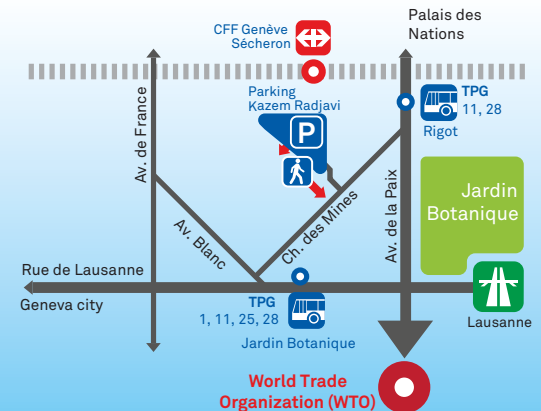 Palais des
Nations
CFF Genève
Sécheron
Parking
Kazem Radjavi
P
TPG
11, 28
Rigot
Av. de France
Jardin
Botanique
Av. de la Paix
Ch. des Mines
Av. Blanc
Rue de Lausanne
Geneva city
TPG
1, 11, 25, 28
Jardin Botanique
Lausanne
World Trade
Organization (WTO)